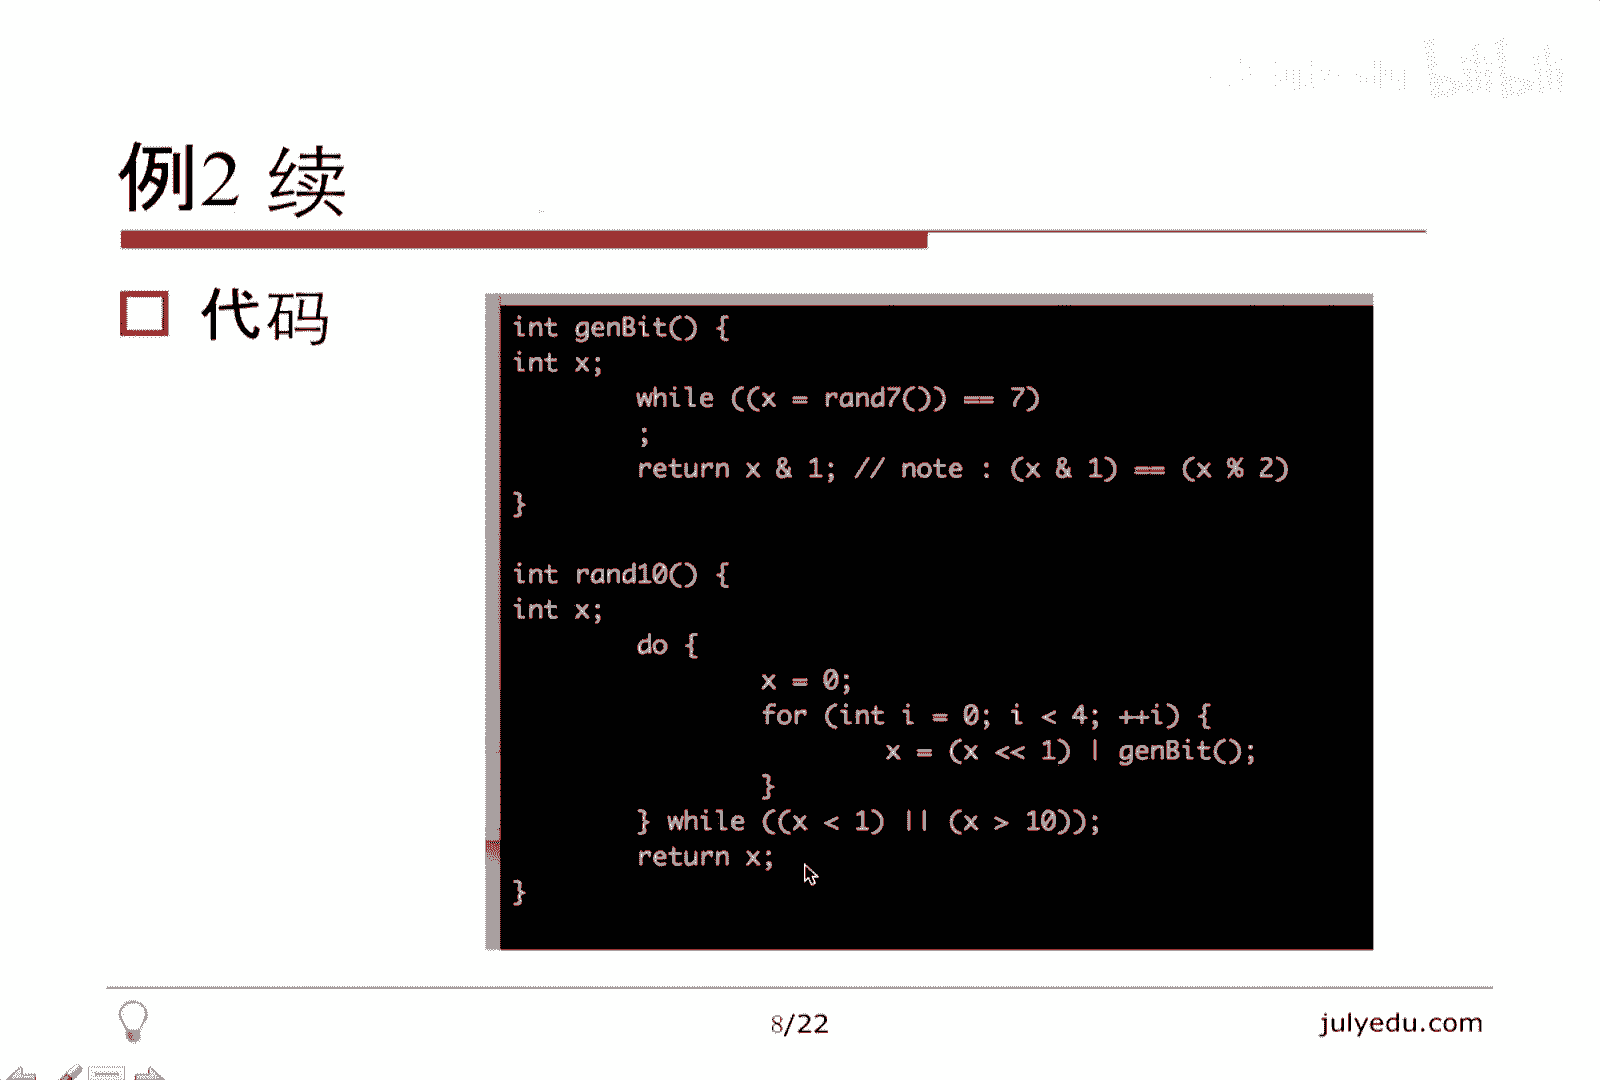 例2 续
代码
int genBit() {
int x;
while ((x = rand7()) == 7)
;
return x & 1; // note : (x & 1) == (x % 2)
}
int rand10() {
int x;
do {
x = 0;
for (int i = 0; i < 4; ++i) {
x = (x << 1) | genBit();
}
} while ((x < 1) || (x > 10));
return x;
}
8/22
julyedu.com
bilibili